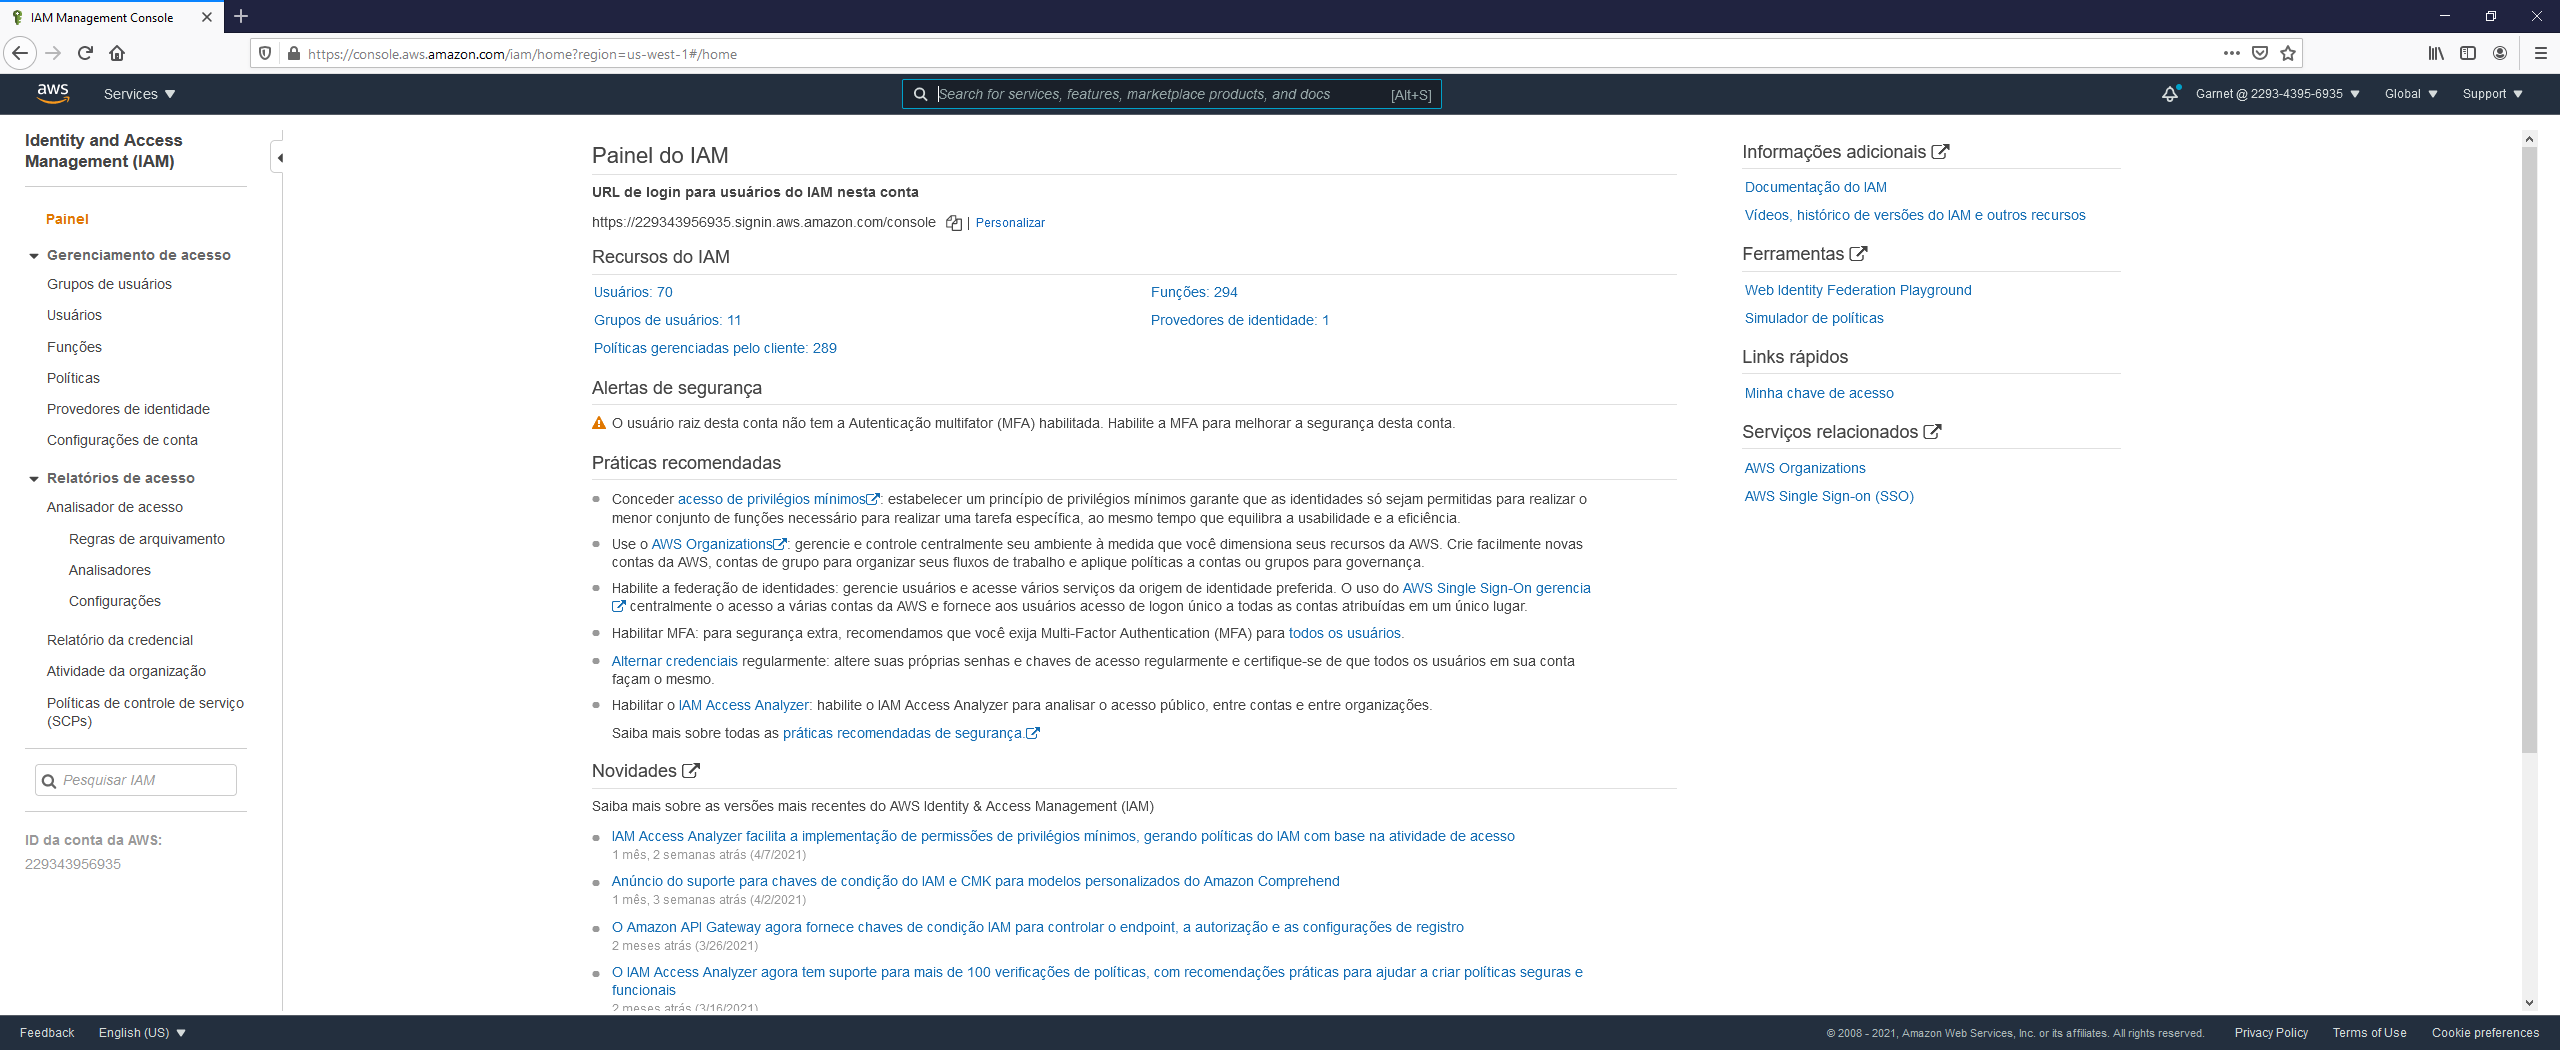 IAM Management Console
https://console.aws.amazon.com/iam/home?region=us-west-1#/home
aws
Services
Search for services, features, marketplace products, and docs
[Alt+S]
Garnet @ 2293-4395-6935
Global
Support
Identity and Access
Management (IAM)
Painel
Gerenciamento de acesso
Grupos de usuários
Usuários
Funções
Políticas
Provedores de identidade
Configurações de conta
Relatórios de acesso
Analisador de acesso
Regras de arquivamento
Analisadores
Configurações
Relatório da credencial
Atividade da organização
Políticas de controle de serviço
(SCPs)
Pesquisar IAM
ID da conta da AWS:
229343956935
Painel do IAM
URL de login para usuários do IAM nesta conta
https://229343956935.signin.aws.amazon.com/console | Personalizar
Recursos do IAM
Usuários: 70
Funções: 294
Grupos de usuários: 11
Provedores de identidade: 1
Políticas gerenciadas pelo cliente: 289
Alertas de segurança
O usuário raiz desta conta não tem a Autenticação multifator (MFA) habilitada. Habilite a MFA para melhorar a segurança desta conta.
Práticas recomendadas
Conceder acesso de privilégios mínimos: estabelecer um princípio de privilégios mínimos garante que as identidades só sejam permitidas para realizar o
menor conjunto de funções necessário para realizar uma tarefa específica, ao mesmo tempo que equilibra a usabilidade e a eficiência.
Use o AWS Organizations: gerencie e controle centralmente seu ambiente à medida que você dimensiona seus recursos da AWS. Crie facilmente novas
contas da AWS, contas de grupo para organizar seus fluxos de trabalho e aplique políticas a contas ou grupos para governança.
Habilite a federação de identidades: gerencie usuários e acesse vários serviços da origem de identidade preferida. O uso do AWS Single Sign-On gerencia
centralmente o acesso a várias contas da AWS e fornece aos usuários acesso de logon único a todas as contas atribuídas em um único lugar.
Habilitar MFA: para segurança extra, recomendamos que você exija Multi-Factor Authentication (MFA) para todos os usuários.
Alternar credenciais regularmente: altere suas próprias senhas e chaves de acesso regularmente e certifique-se de que todos os usuários em sua conta
façam o mesmo.
Habilitar o IAM Access Analyzer: habilite o IAM Access Analyzer para analisar o acesso público, entre contas e entre organizações.
Saiba mais sobre todas as práticas recomendadas de segurança.
Novidades
Saiba mais sobre as versões mais recentes do AWS Identity & Access Management (IAM)
IAM Access Analyzer facilita a implementação de permissões de privilégios mínimos, gerando políticas do IAM com base na atividade de acesso
1 mês, 2 semanas atrás (4/7/2021)
Anúncio do suporte para chaves de condição do IAM e CMK para modelos personalizados do Amazon Comprehend
1 mês, 3 semanas atrás (4/2/2021)
O Amazon API Gateway agora fornece chaves de condição IAM para controlar o endpoint, a autorização e as configurações de registro
2 meses atrás (3/26/2021)
O IAM Access Analyzer agora tem suporte para mais de 100 verificações de políticas, com recomendações práticas para ajudar a criar políticas seguras e
funcionais
2 meses atrás (3/16/2021)
Informações adicionais
Documentação do IAM
Vídeos, histórico de versões do IAM e outros recursos
Ferramentas
Web Identity Federation Playground
Simulador de políticas
Links rápidos
Minha chave de acesso
Serviços relacionados
AWS Organizations
AWS Single Sign-on (SSO)
Feedback
English (US)
© 2008 - 2021, Amazon Web Services, Inc. or its affiliates. All rights reserved.
Privacy Policy
Terms of Use
Cookie preferences